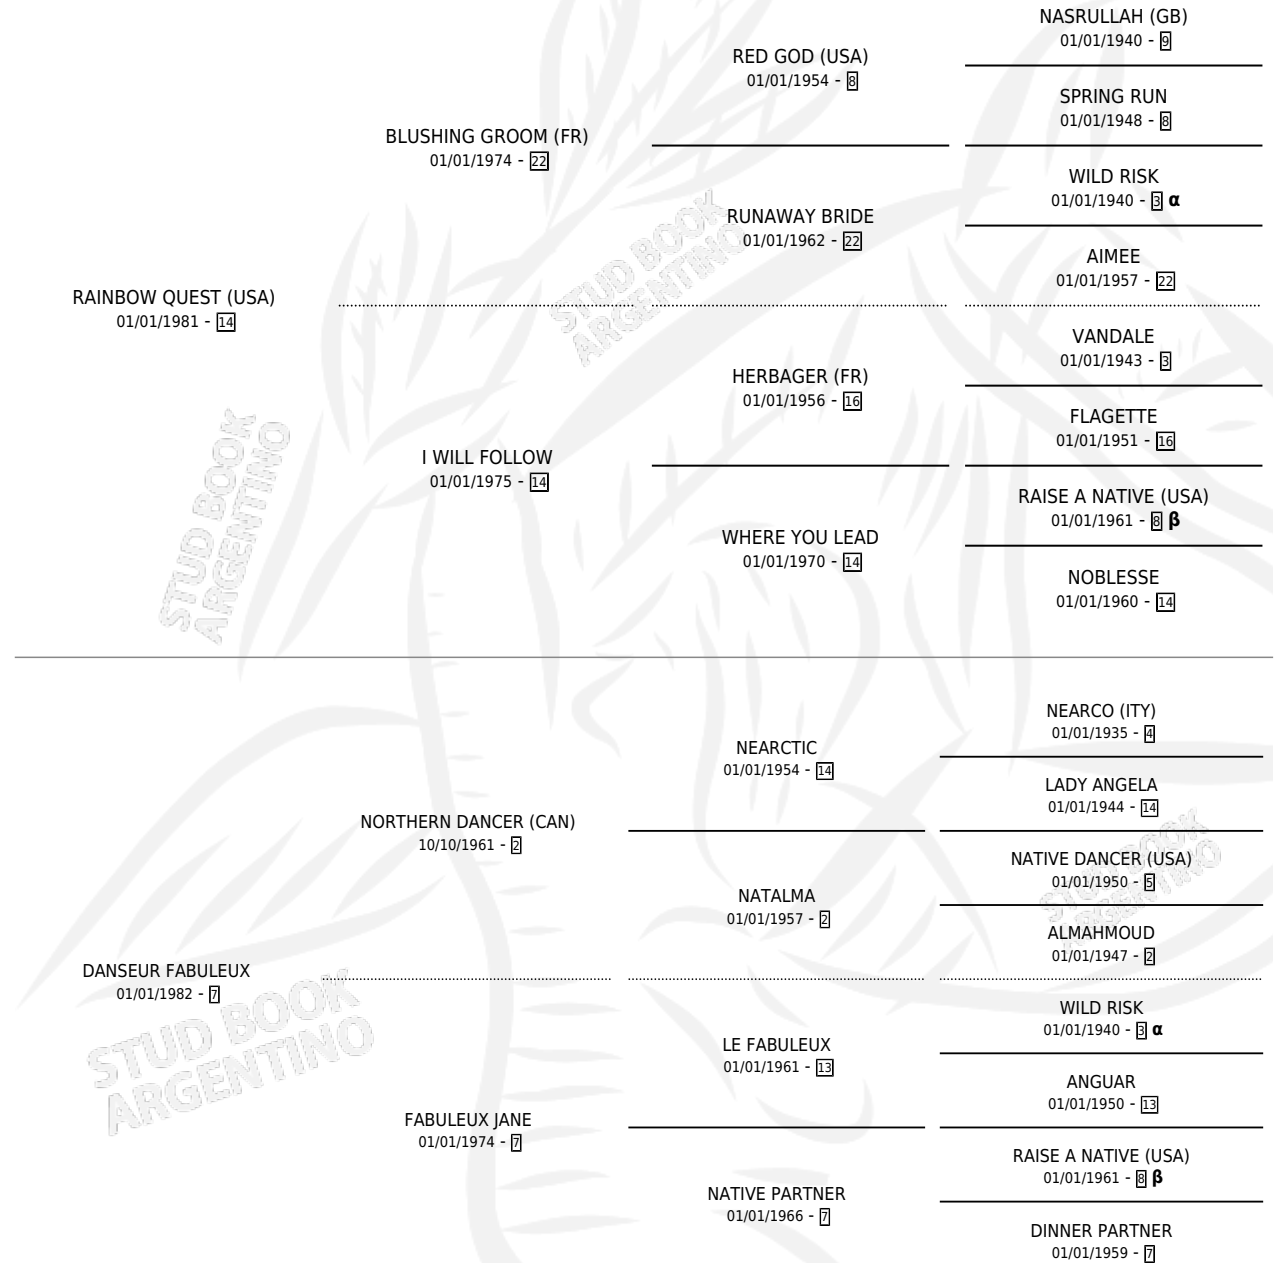 NASRULLAH (GB)
01/01/1940 - 9
RED GOD (USA)
01/01/1954 - 8
SPRING RUN
01/01/1948 - 8
BLUSHING GROOM (FR)
01/01/1974 - 22
WILD RISK
01/01/1940 - 3 α
RUNAWAY BRIDE
01/01/1962 - 22
AIMEE
01/01/1957 - 22
RAINBOW QUEST (USA)
01/01/1981 - 14
VANDALE
01/01/1943 - 3
HERBAGER (FR)
01/01/1956 - 16
FLAGETTE
01/01/1951 - 16
I WILL FOLLOW
01/01/1975 - 14
RAISE A NATIVE (USA)
01/01/1961 - 8 β
WHERE YOU LEAD
01/01/1970 - 14
NOBLESSE
01/01/1960 - 14
NEARCO (ITY)
01/01/1935 - 4
NEARCTIC
01/01/1954 - 14
LADY ANGELA
01/01/1944 - 14
NORTHERN DANCER (CAN)
10/10/1961 - 2
NATIVE DANCER (USA)
01/01/1950 - 5
NATALMA
01/01/1957 - 2
ALMAHMOUD
01/01/1947 - 2
DANSEUR FABULEUX
01/01/1982 - 7
WILD RISK
01/01/1940 - 3 α
LE FABULEUX
01/01/1961 - 13
ANGUAR
01/01/1950 - 13
FABULEUX JANE
01/01/1974 - 7
RAISE A NATIVE (USA)
01/01/1961 - 8 β
NATIVE PARTNER
01/01/1966 - 7
DINNER PARTNER
01/01/1959 - 7
STUD BOOK
ARGENTINO
STUD BOOK
ARGENTINO
STUD BOOK
ARGENTINO
STUD BOOK
ARGENTINO